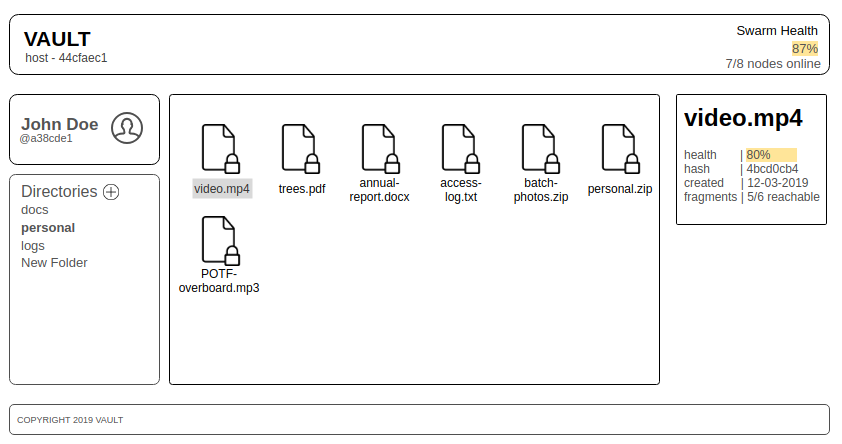 VAULT
host - 44cfaec1
Swarm Health
87%
7/8 nodes online
John Doe
@a38cde1
Directories
docs
personal
logs
New Folder
video.mp4
trees.pdf
annual-
report.docx
access-
log.txt
batch-
photos.zip
personal.zip
POTF-
overboard.mp3
video.mp4
health | 80%
hash | 4bcd0cb4
created | 12-03-2019
fragments | 5/6 reachable
COPYRIGHT 2019 VAULT